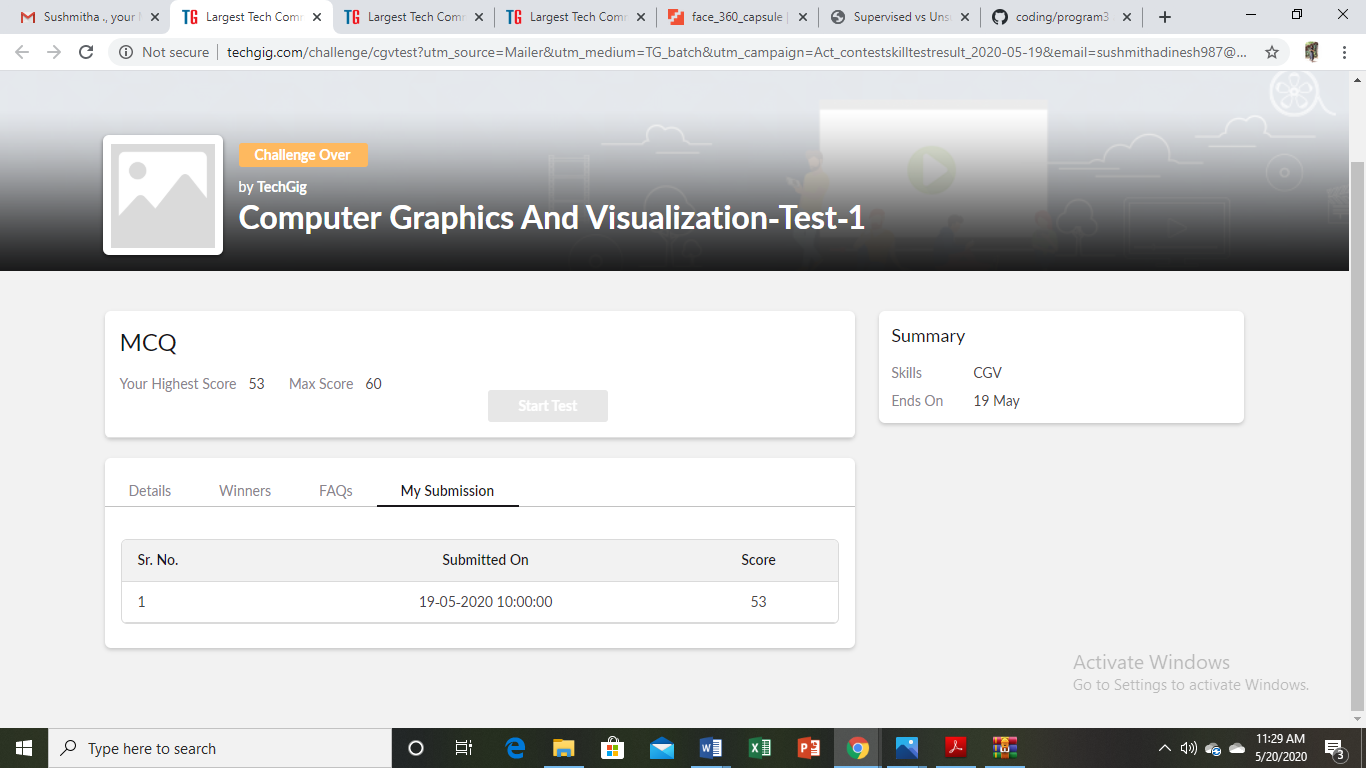 Sushmitha ., your
Largest Tech Com
Largest Tech Com
Largest Tech Com
face_360_capsule
Supervised vs Uns
coding/program3
Not secure
techgig.com/challenge/cgvtest?utm_source=Mailer&utm_medium=TG_batch&utm_campaign=Act_contestskilltestresult_2020-05-19&email=sushmithadinesh987@...
Challenge Over
by TechGig
Computer Graphics And Visualization-Test-1
MCQ
Your Highest Score 53 Max Score 60
Start Test
Summary
Skills CGV
Ends On 19 May
Details Winners FAQs My Submission
Sr. No. Submitted On Score
1 19-05-2020 10:00:00 53
Activate Windows
Go to Settings to activate Windows.
Type here to search
11:29 AM
5/20/2020
3